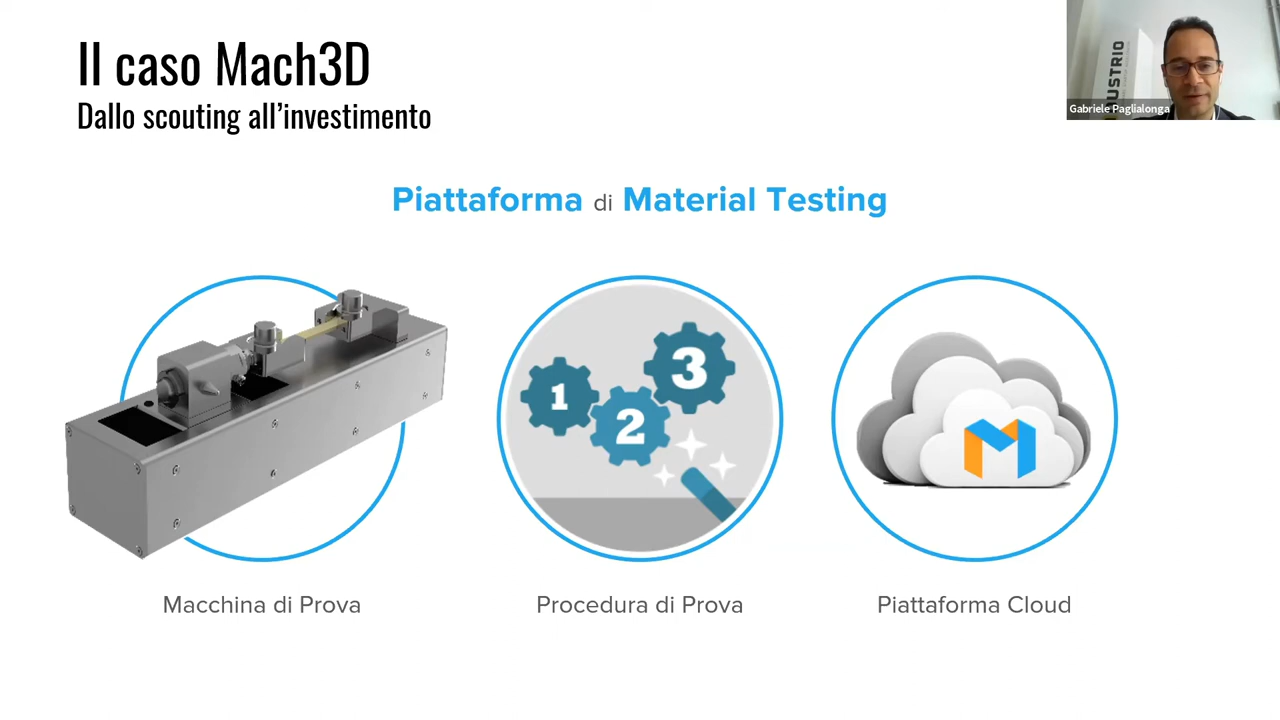 Il caso Mach3D
Dallo scouting all'investimento
USTRIO
Gabriele Paglialonga
Piattaforma di Material Testing
1
2
3
M
Macchina di Prova
Procedura di Prova
Piattaforma Cloud